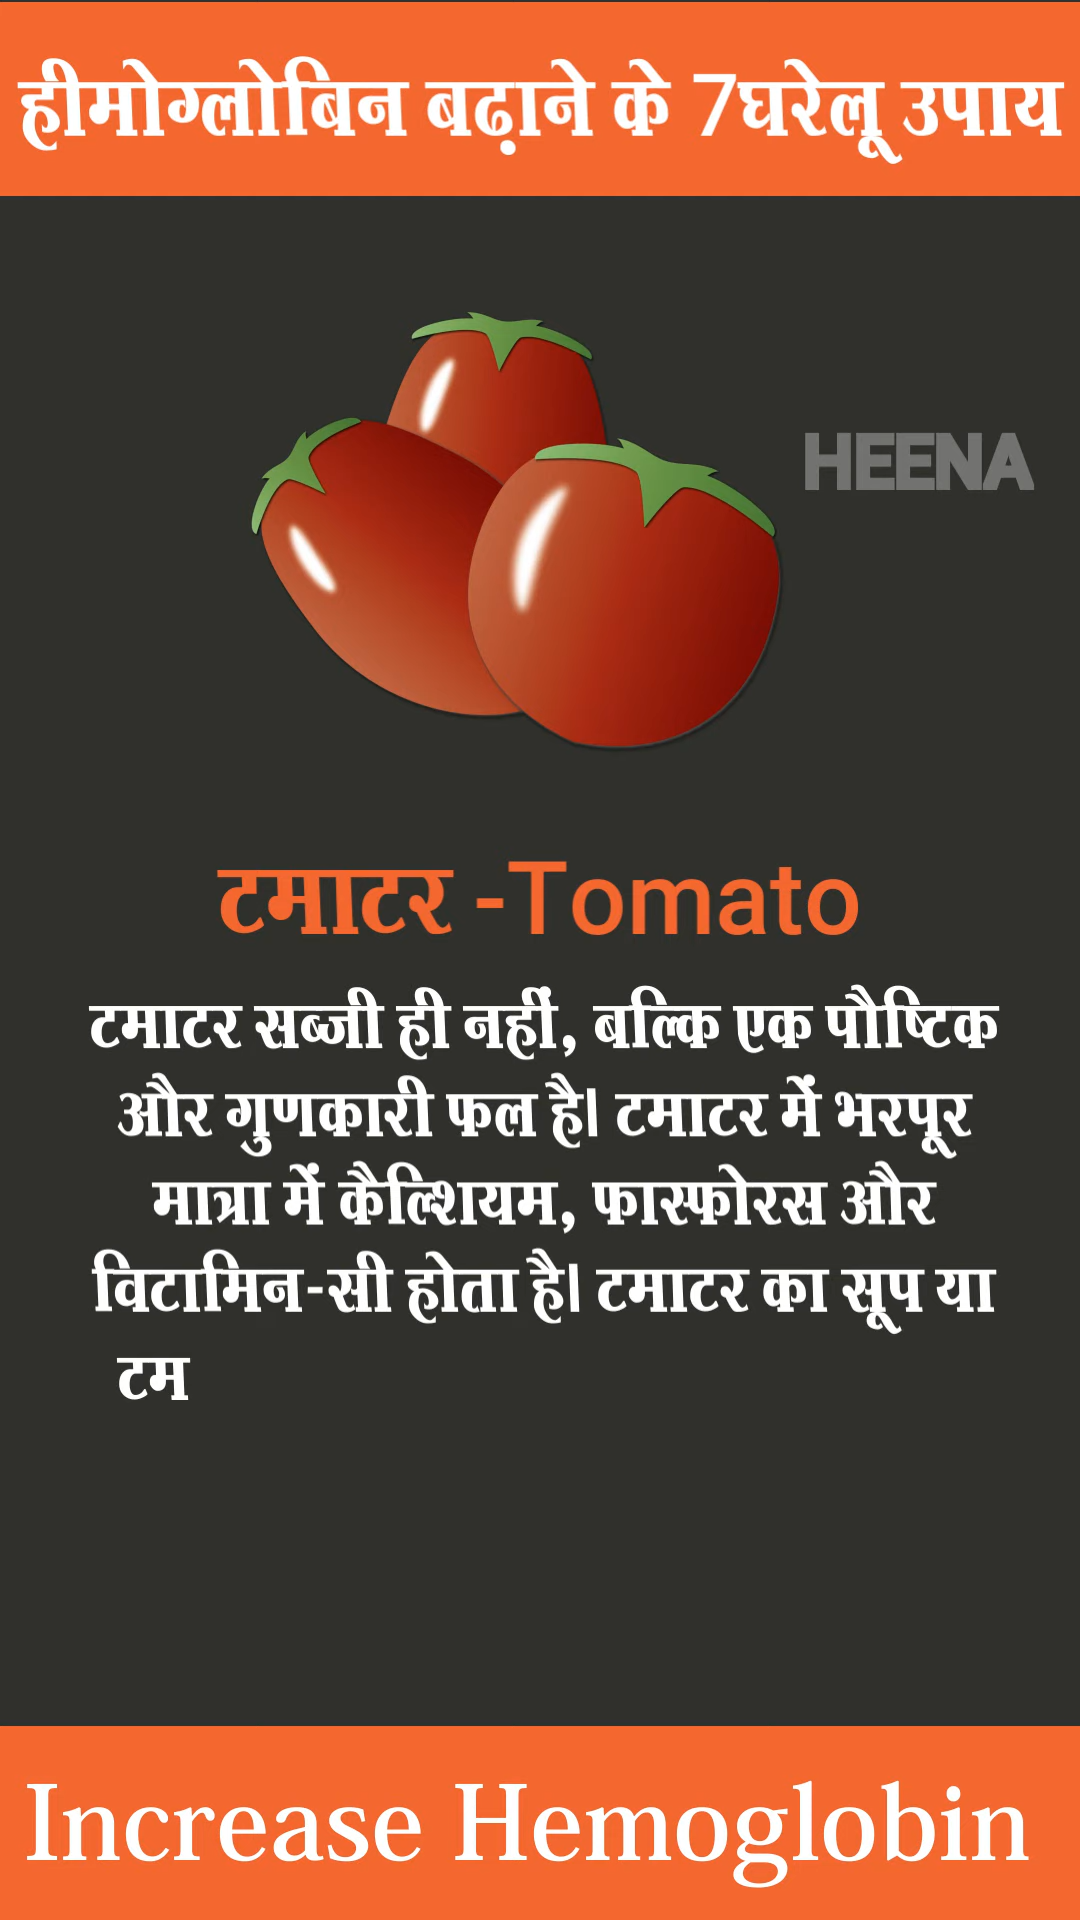 हीमोग्लोबिन बढ़ाने के 7घरेलू उपाय
HEENA
टमाटर -Tomato
टमाटर सब्जी ही नहीं, बल्कि एक पौष्टिक
और गुणकारी फल है। टमाटर में भरपूर
मात्रा में कैल्शियम, फास्फोरस और
विटामिन-सी होता है। टमाटर का सूप या
टम
Increase Hemoglobin